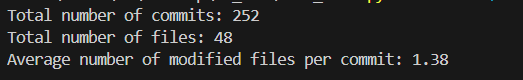 Total number of commits: 252
Total number of files: 48
Average number of modified files per commit: 1.38